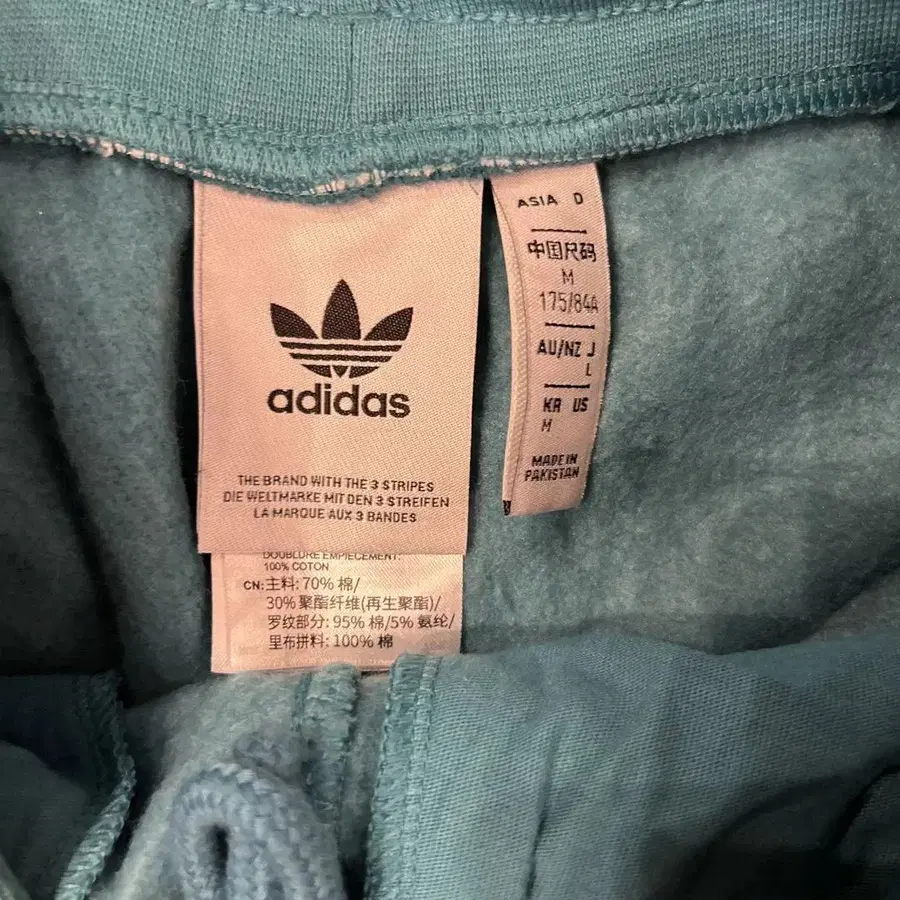 adidas
THE BRAND WITH THE 3 STRIPES
DIE WELTMARKE MIT DEN 3 STREIFEN
LA MARQUE AUX 3 BANDES
DOUBLURE EMPIECEMENT:
100% COTON
CN:主料: 70% 棉/
30% 聚酯纤维(再生聚酯)/
罗纹部分: 95% 棉/5% 氨纶/
里布拼料: 100% 棉
ASIA D
中国尺码
M
175/84A
AU/NZ J
L
KR US
M
MADE IN
PAKISTAN